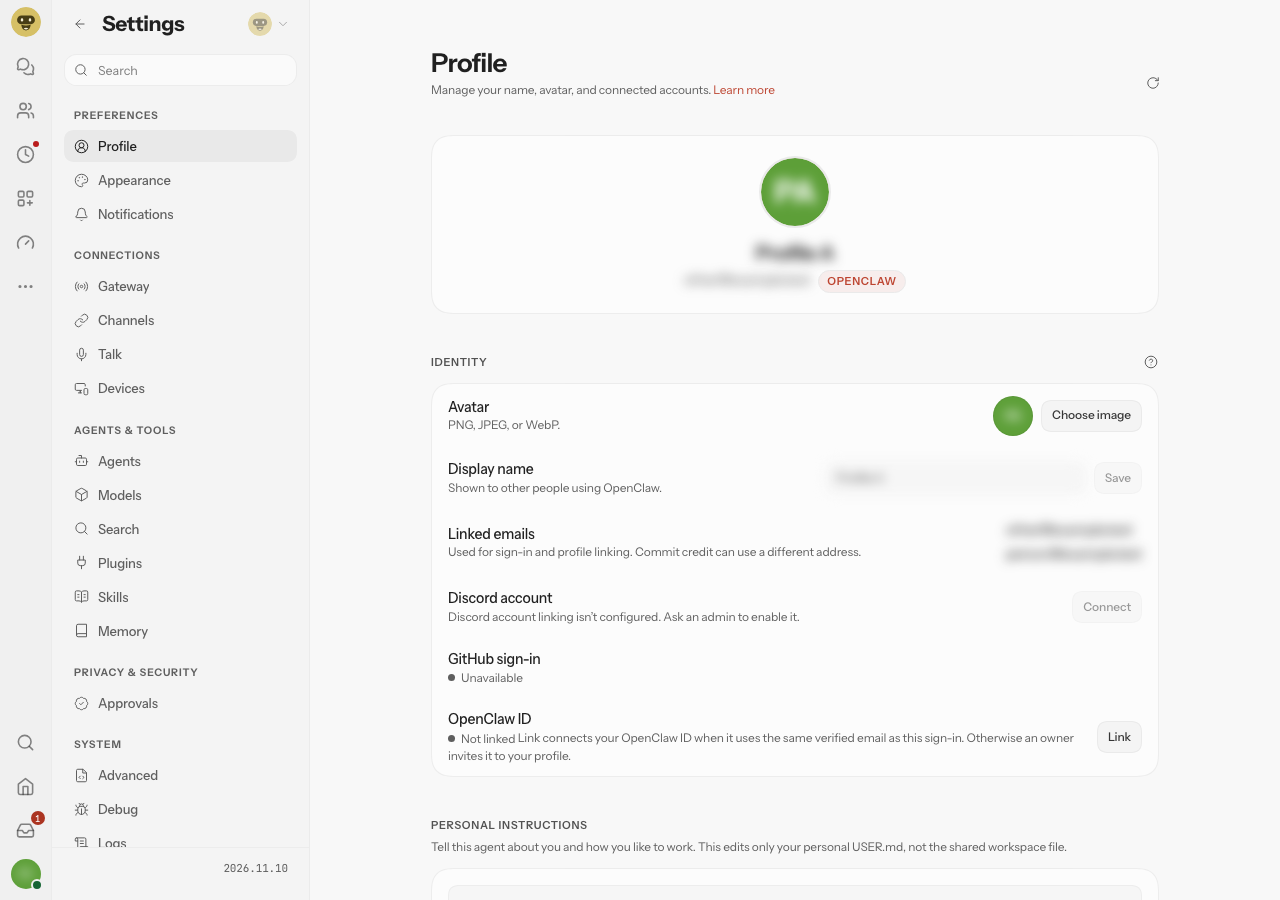 Settings
Search
PREFERENCES
Profile
Appearance
Notifications
CONNECTIONS
Gateway
Channels
Talk
Devices
AGENTS & TOOLS
Agents
Models
Search
Plugins
Skills
Memory
PRIVACY & SECURITY
Approvals
SYSTEM
Advanced
Debug
Logs
1
2026.11.10
Profile
Manage your name, avatar, and connected accounts. Learn more
OPENCLAW
IDENTITY
Avatar
PNG, JPEG, or WebP.
Choose image
Display name
Shown to other people using OpenClaw.
Save
Linked emails
Used for sign-in and profile linking. Commit credit can use a different address.
Discord account
Discord account linking isn't configured. Ask an admin to enable it.
Connect
GitHub sign-in
Unavailable
OpenClaw ID
Not linked Link connects your OpenClaw ID when it uses the same verified email as this sign-in. Otherwise an owner
invites it to your profile.
Link
PERSONAL INSTRUCTIONS
Tell this agent about you and how you like to work. This edits only your personal USER.md, not the shared workspace file.